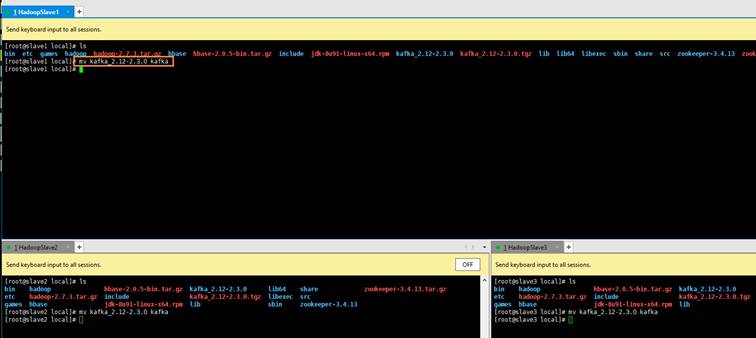 1 HadoopSlave1 × +
Send keyboard input to all sessions.
[root@slave1 local]# ls
bin etc games hadoop hadoop-2.7.3.tar.gz hbase hbase-2.0.5-bin.tar.gz include jdk-8u91-linux-x64.rpm kafka_2.12-2.3.0 kafka_2.12-2.3.0.tgz lib lib64 libexec sbin share src zookeeper-3.4.13 zook
[root@slave1 local]# mv kafka_2.12-2.3.0 kafka
[root@slave1 local]#
1 HadoopSlave2 × +
Send keyboard input to all sessions. OFF
[root@slave2 local]# ls
bin hadoop hbase-2.0.5-bin.tar.gz kafka_2.12-2.3.0 lib64 share zookeeper-3.4.13.tar.gz
etc hadoop-2.7.3.tar.gz include kafka_2.12-2.3.0.tgz libexec src
games hbase jdk-8u91-linux-x64.rpm lib sbin zookeeper-3.4.13
[root@slave2 local]# mv kafka_2.12-2.3.0 kafka
[root@slave2 local]#
1 HadoopSlave3 × +
Send keyboard input to all sessions.
[root@slave3 local]# ls
bin hadoop hbase-2.0.5-bin.tar.gz kafka_2.12-2.3.0
etc hadoop-2.7.3.tar.gz include kafka_2.12-2.3.0.tgz
games hbase jdk-8u91-linux-x64.rpm lib
[root@slave3 local]# mv kafka_2.12-2.3.0 kafka
[root@slave3 local]#